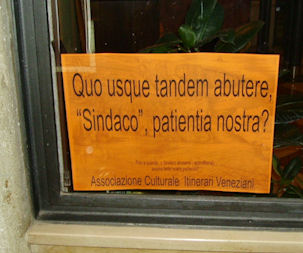 Quo usque tandem abutere,
"Sindaco", patientia nostra?
Associazione Culturale Itinerari Veneziani